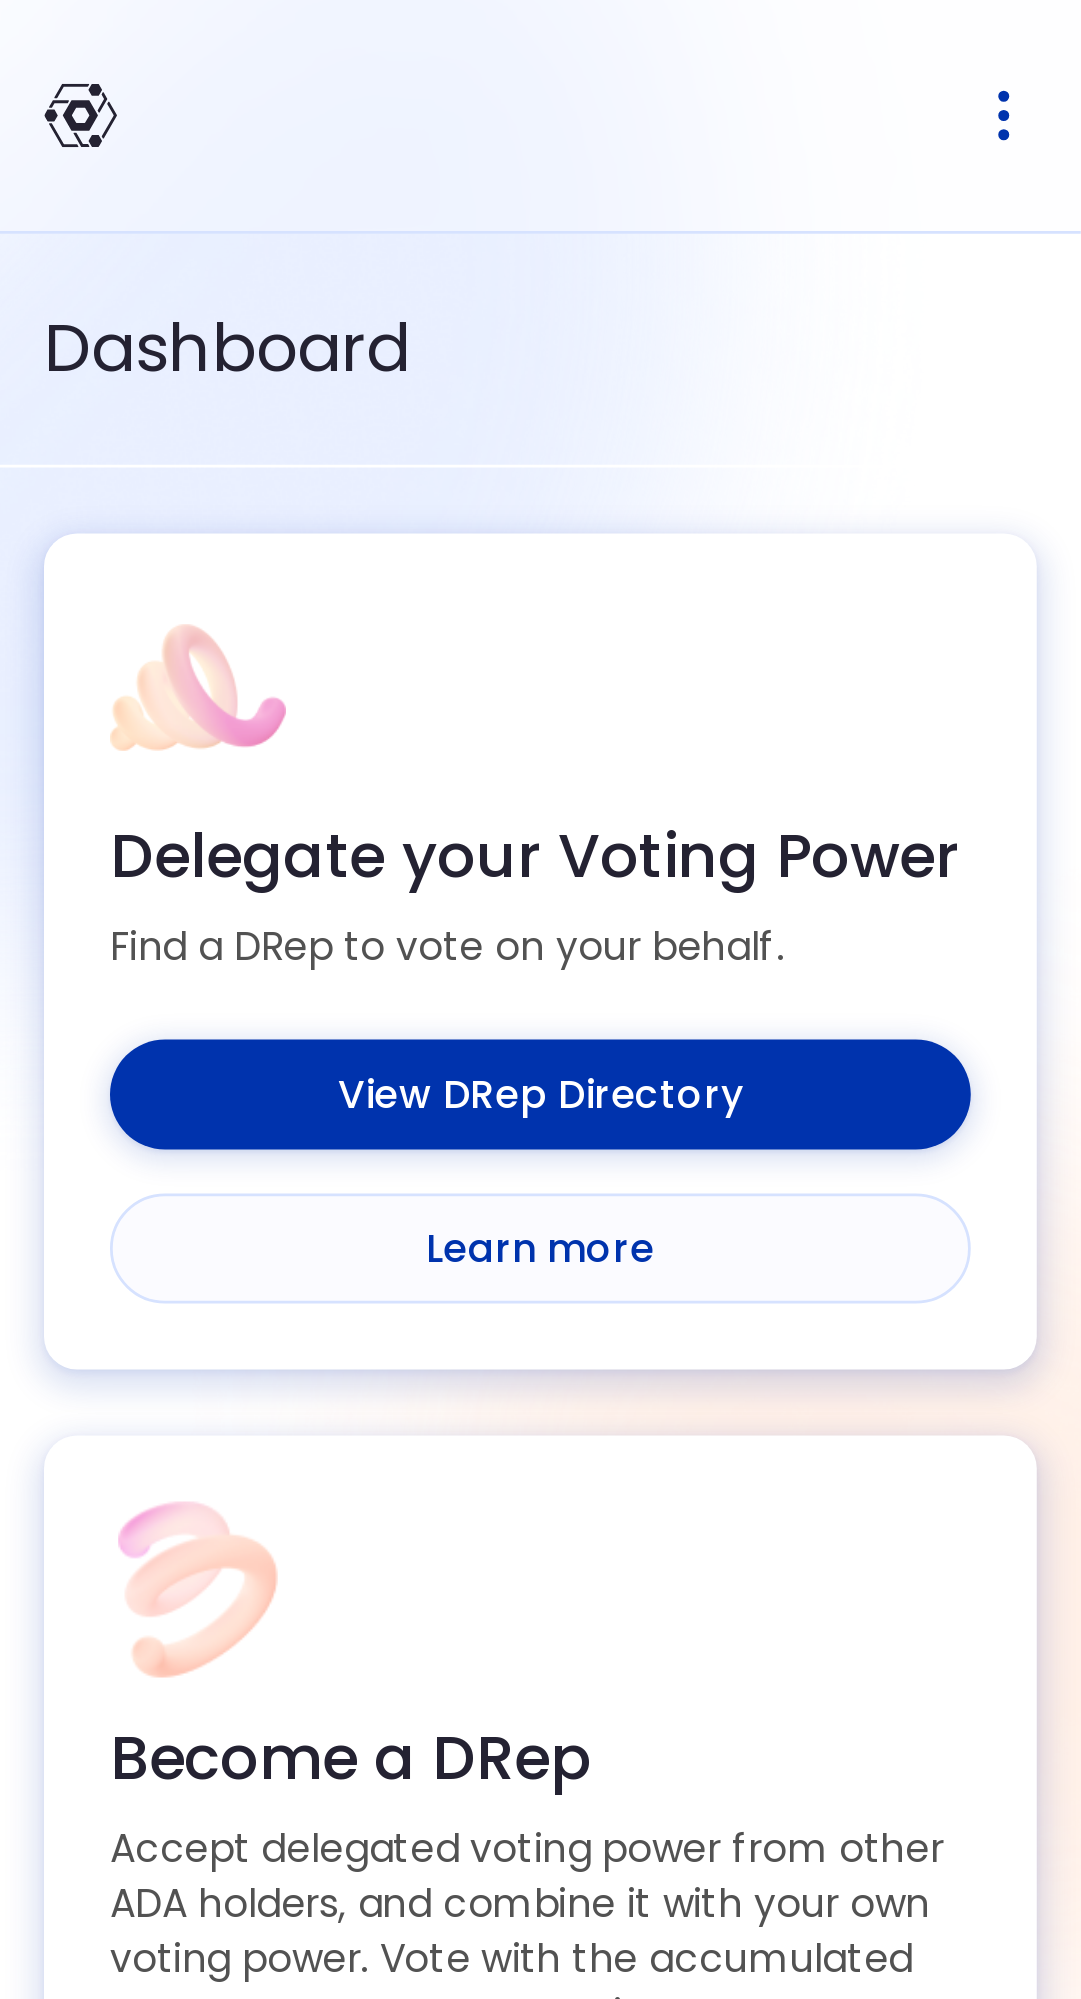 Dashboard
Delegate your Voting Power
Find a DRep to vote on your behalf.
View DRep Directory
Learn more
Become a DRep
Accept delegated voting power from other
ADA holders, and combine it with your own
voting power. Vote with the accumulated